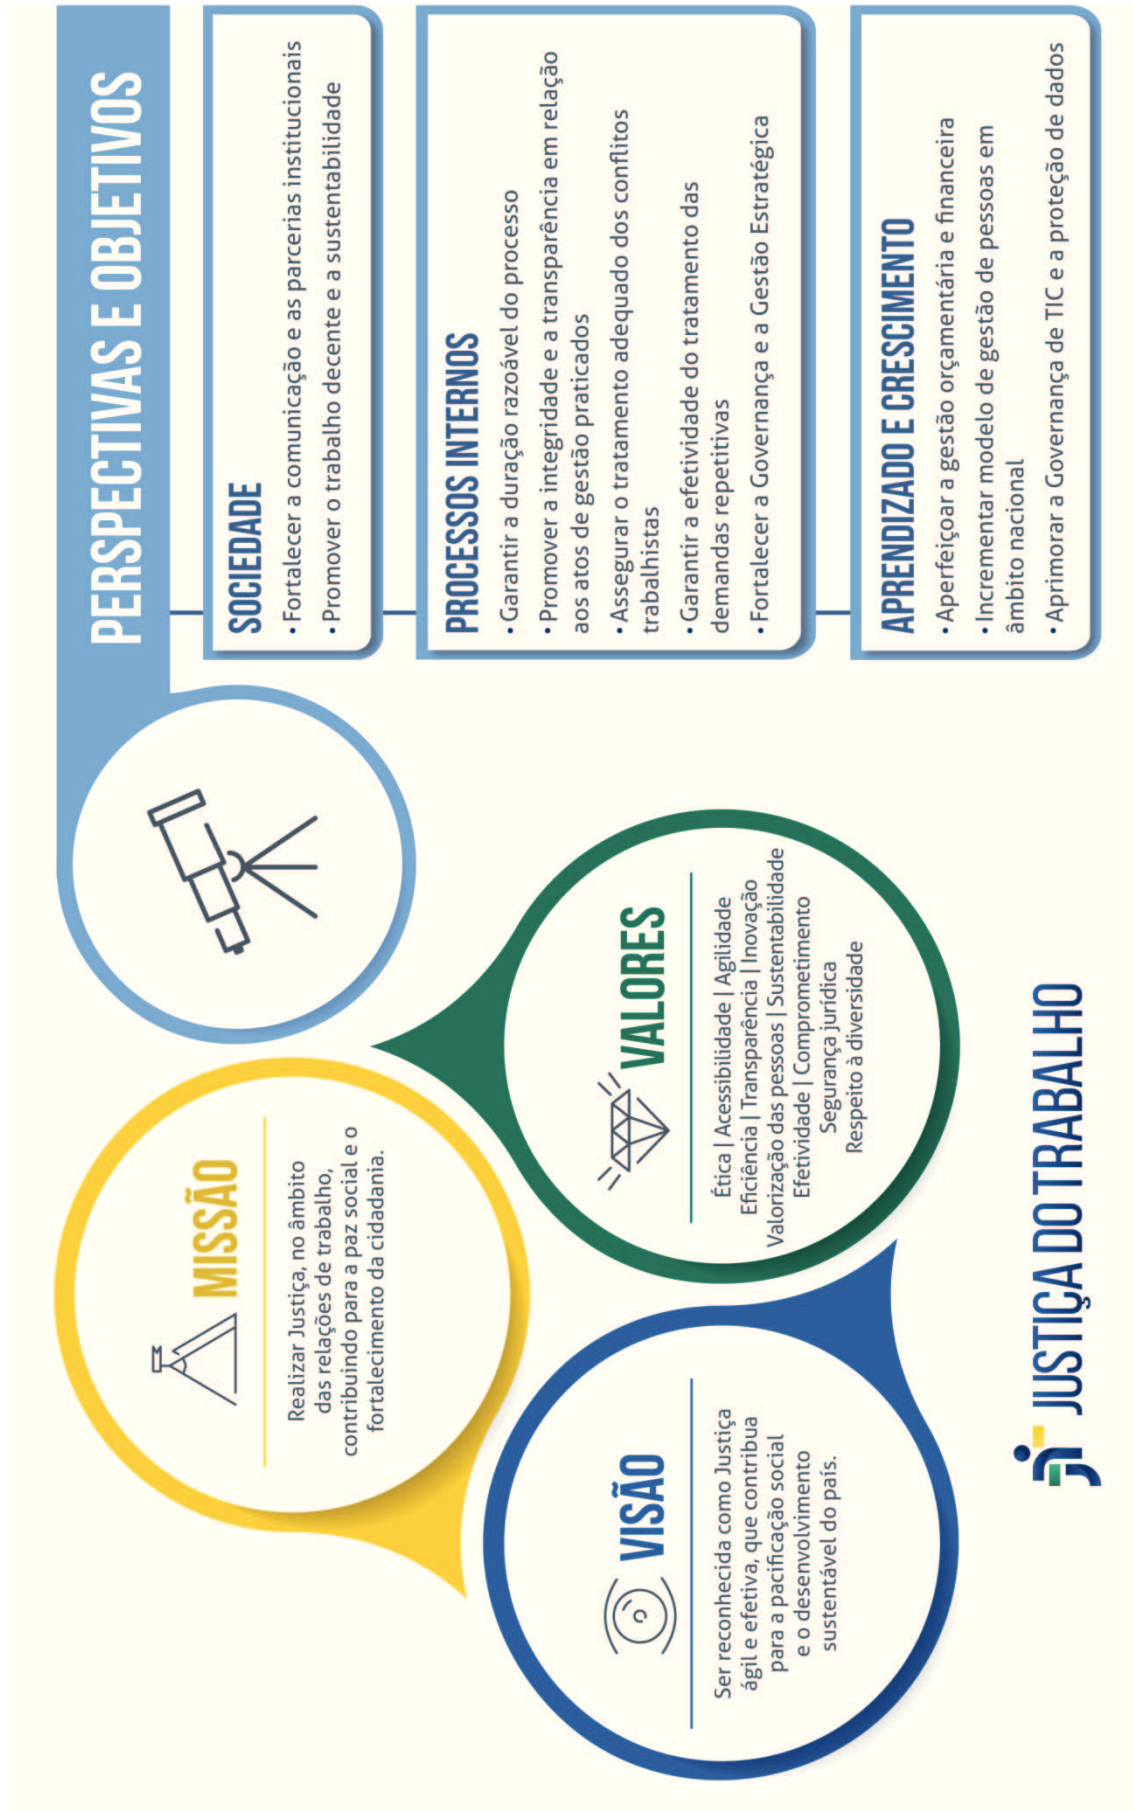 MISSÃO
Realizar Justiça, no âmbito
das relações de trabalho,
contribuindo para a paz social e o
fortalecimento da cidadania.
VISÃO
Ser reconhecida como Justiça
ágil e efetiva, que contribua
para a pacificação social
e o desenvolvimento
sustentável do país.
VALORES
Ética | Acessibilidade | Agilidade
Eficiência | Transparência | Inovação
Valorização das pessoas | Sustentabilidade
Efetividade | Comprometimento
Segurança jurídica
Respeito à diversidade
PERSPECTIVAS E OBJETIVOS
SOCIEDADE
• Fortalecer a comunicação e as parcerias institucionais
• Promover o trabalho decente e a sustentabilidade
PROCESSOS INTERNOS
• Garantir a duração razoável do processo
• Promover a integridade e a transparência em relação
aos atos de gestão praticados
• Assegurar o tratamento adequado dos conflitos
trabalhistas
• Garantir a efetividade do tratamento das
demandas repetitivas
• Fortalecer a Governança e a Gestão Estratégica
APRENDIZADO E CRESCIMENTO
• Aperfeiçoar a gestão orçamentária e financeira
• Incrementar modelo de gestão de pessoas em
âmbito nacional
• Aprimorar a Governança de TIC e a proteção de dados
JUSTIÇA DO TRABALHO